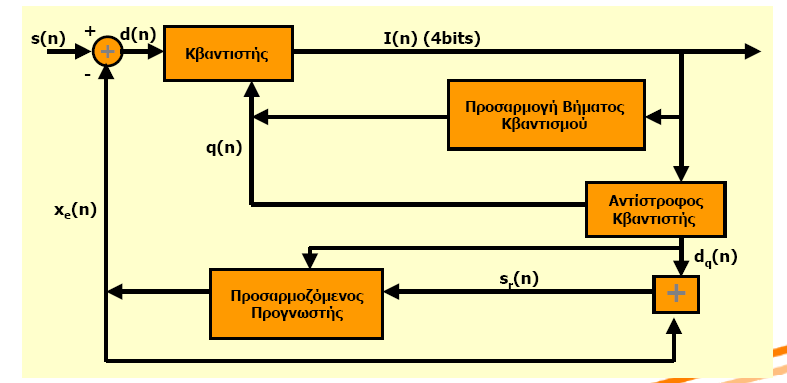 s(n)
+
+
-
d(n)
Κβαντιστής
I(n) (4bits)
Προσαρμογή Βήματος
Κβαντισμού
q(n)
xe(n)
Αντίστροφος
Κβαντιστής
dq(n)
Προσαρμοζόμενος
Προγνωστής
sr(n)
+